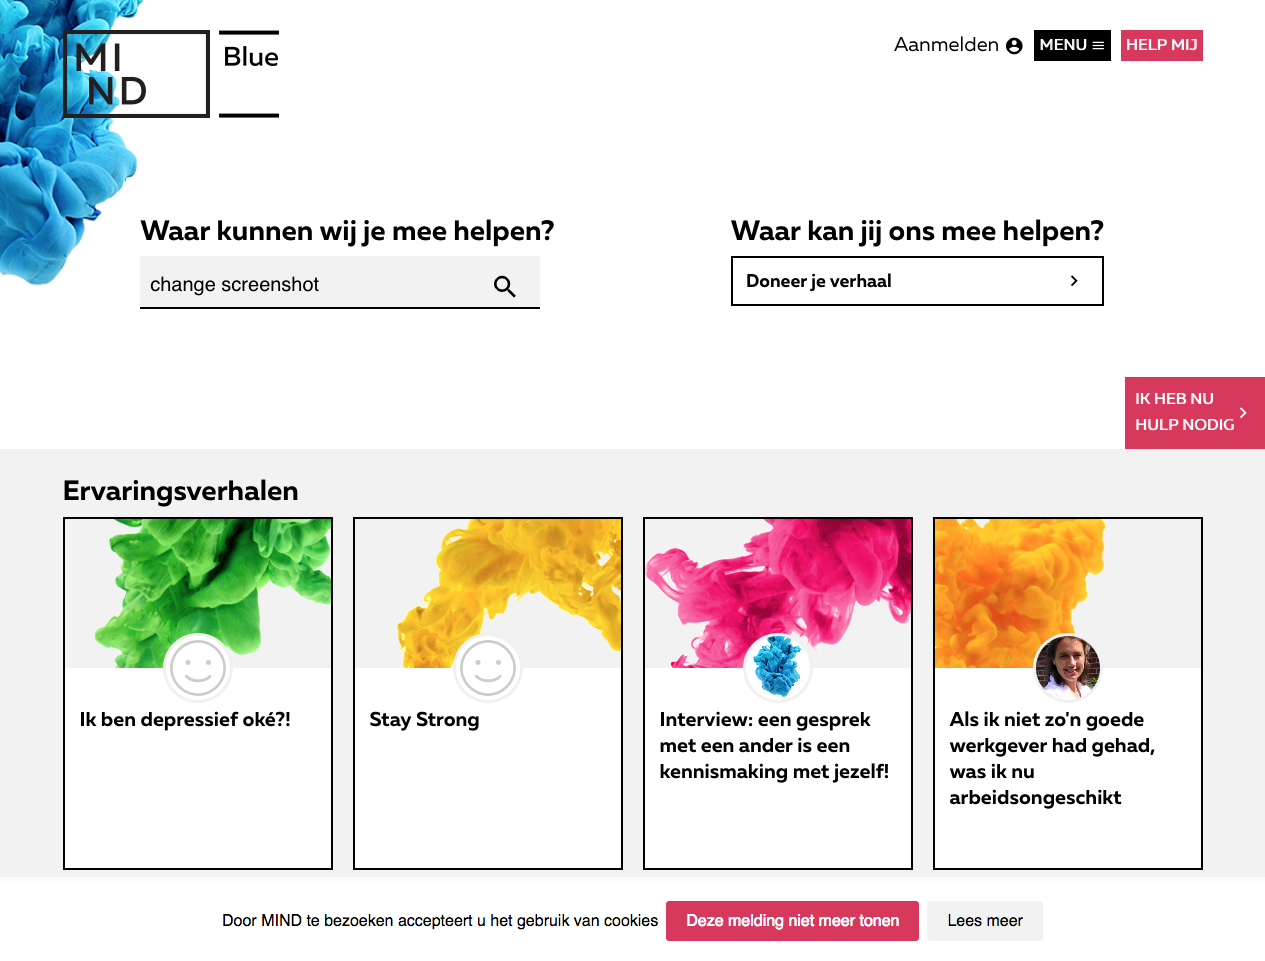 MI
ND
Blue
Aanmelden
MENU
HELP MIJ
Waar kunnen wij je mee helpen?
change screenshot
Waar kan jij ons mee helpen?
Doneer je verhaal
IK HEB NU
HULP NODIG
Ervaringsverhalen
Ik ben depressief oké?!
Stay Strong
Interview: een gesprek
met een ander is een
kennismaking met jezelf!
Als ik niet zo'n goede
werkgever had gehad,
was ik nu
arbeidsongeschikt
Door MIND te bezoeken accepteert u het gebruik van cookies
Deze melding niet meer tonen
Lees meer